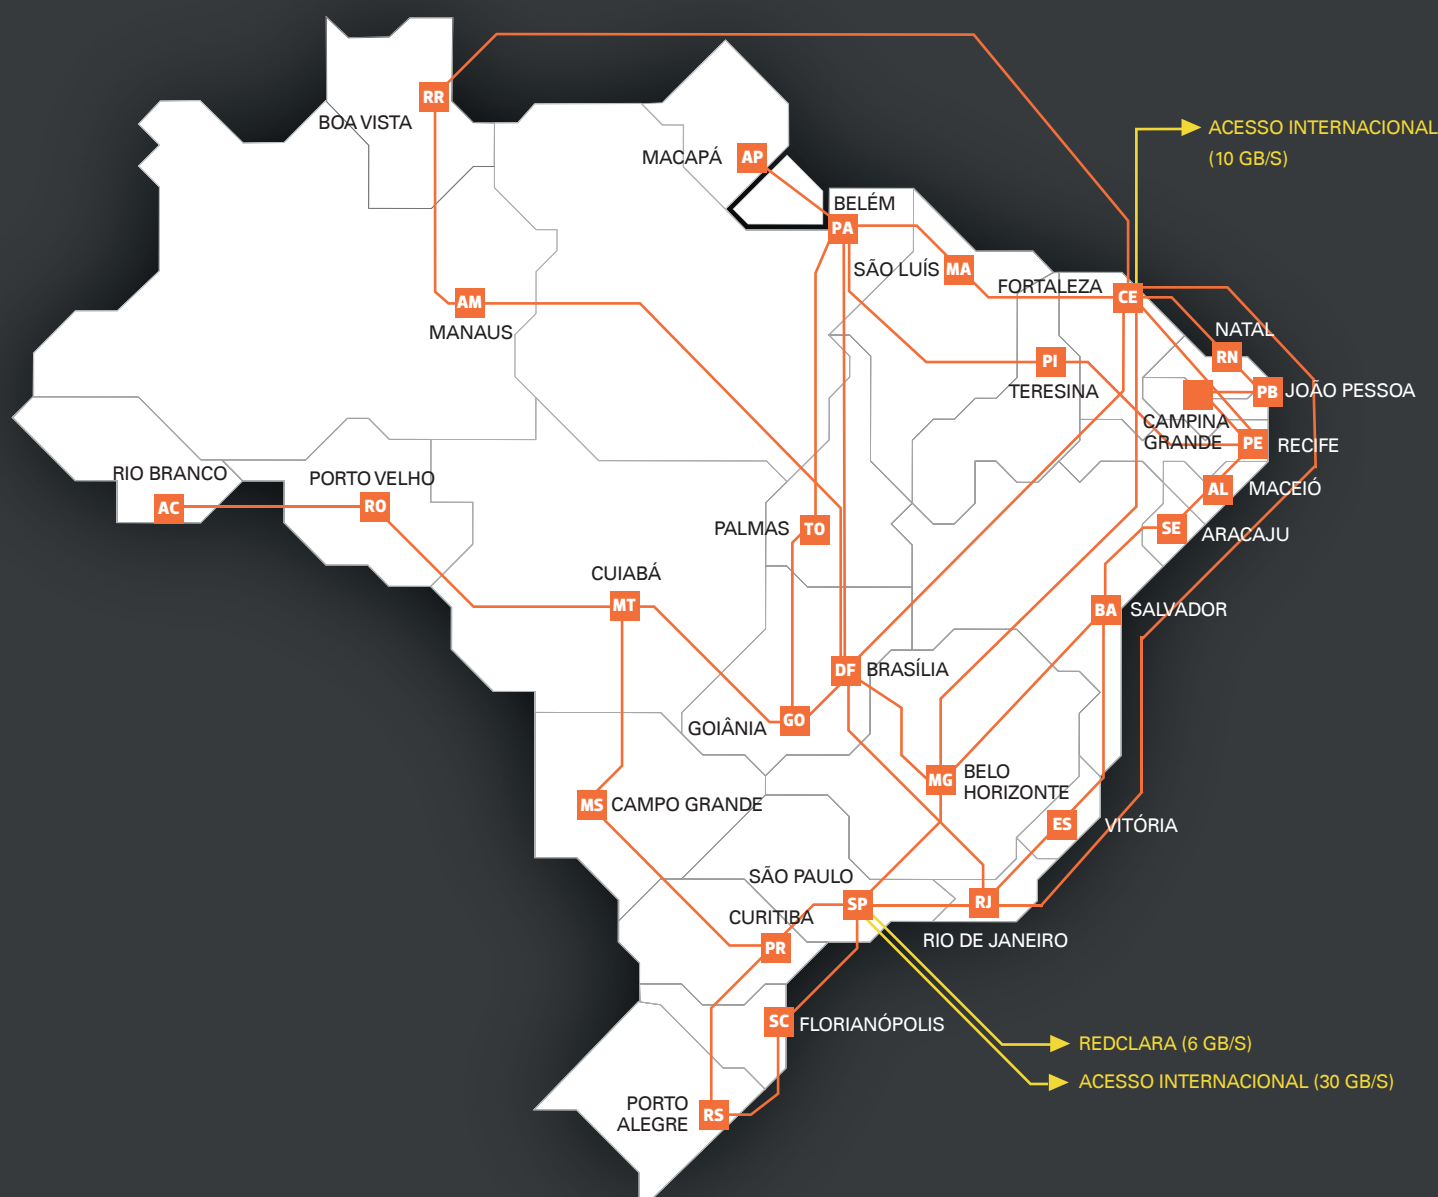 RR
BOA VISTA
ACESSO INTERNACIONAL
(10 GB/S)
MACAPÁ
AP
BELÉM
PA
SÃO LUÍS
MA
FORTALEZA
CE
AM
MANAUS
NATAL
RN
PI
TERESINA
PB
JOÃO PESSOA
CAMPINA
GRANDE
PE
RECIFE
RIO BRANCO
AC
PORTO VELHO
RO
AL
MACEIÓ
PALMAS
TO
SE
ARACAJU
CUIABÁ
MT
BA
SALVADOR
DF
BRASÍLIA
GOIÂNIA
GO
MG
BELO
HORIZONTE
MS
CAMPO GRANDE
ES
VITÓRIA
SÃO PAULO
SP
RJ
RIO DE JANEIRO
CURITIBA
PR
SC
FLORIANÓPOLIS
REDCLARA (6 GB/S)
ACESSO INTERNACIONAL (30 GB/S)
PORTO
ALEGRE
RS